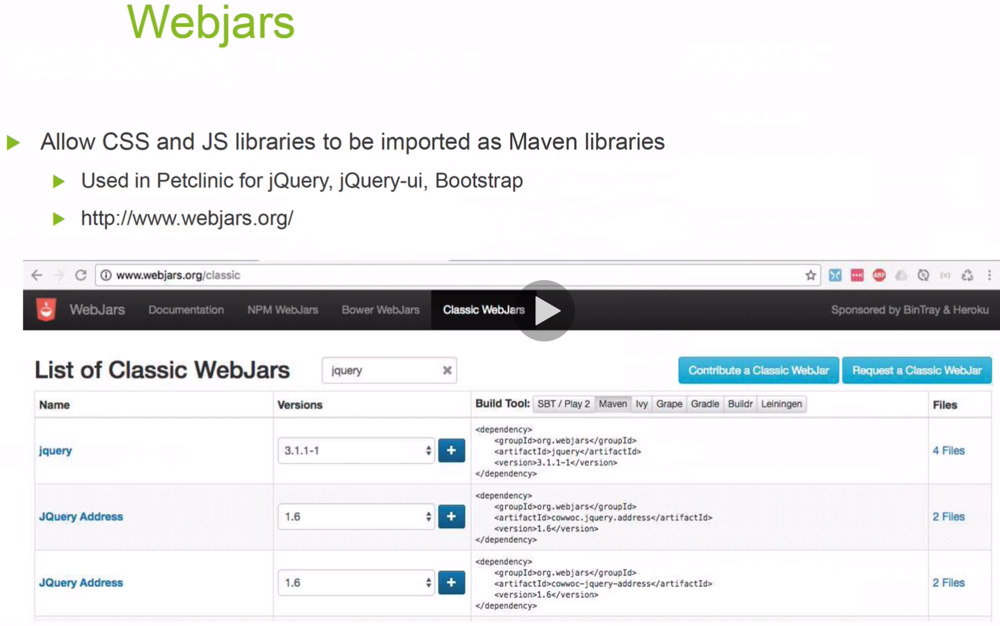 Webjars
Allow CSS and JS libraries to be imported as Maven libraries
Used in Petclinic for jQuery, jQuery-ui, Bootstrap
http://www.webjars.org/
www.webjars.org/classic
ABP
WebJars Documentation NPM WebJars Bower WebJars Classic WebJars Sponsored by BinTray & Heroku
List of Classic WebJars jquery Contribute a Classic WebJar Request a Classic WebJar
Name Versions Build Tool: SBT / Play 2 Maven Ivy Grape Gradle Buildr Leiningen Files
jquery 3.1.1-1 +
<dependency>
<groupId>org.webjars</groupId>
<artifactId>jquery</artifactId>
<version>3.1.1-1</version>
</dependency>
4 Files
JQuery Address 1.6 +
<dependency>
<groupId>org.webjars</groupId>
<artifactId>cowwoc.jquery.address</artifactId>
<version>1.6</version>
</dependency>
2 Files
JQuery Address 1.6 +
<dependency>
<groupId>org.webjars</groupId>
<artifactId>cowwoc-jquery-address</artifactId>
<version>1.6</version>
</dependency>
2 Files